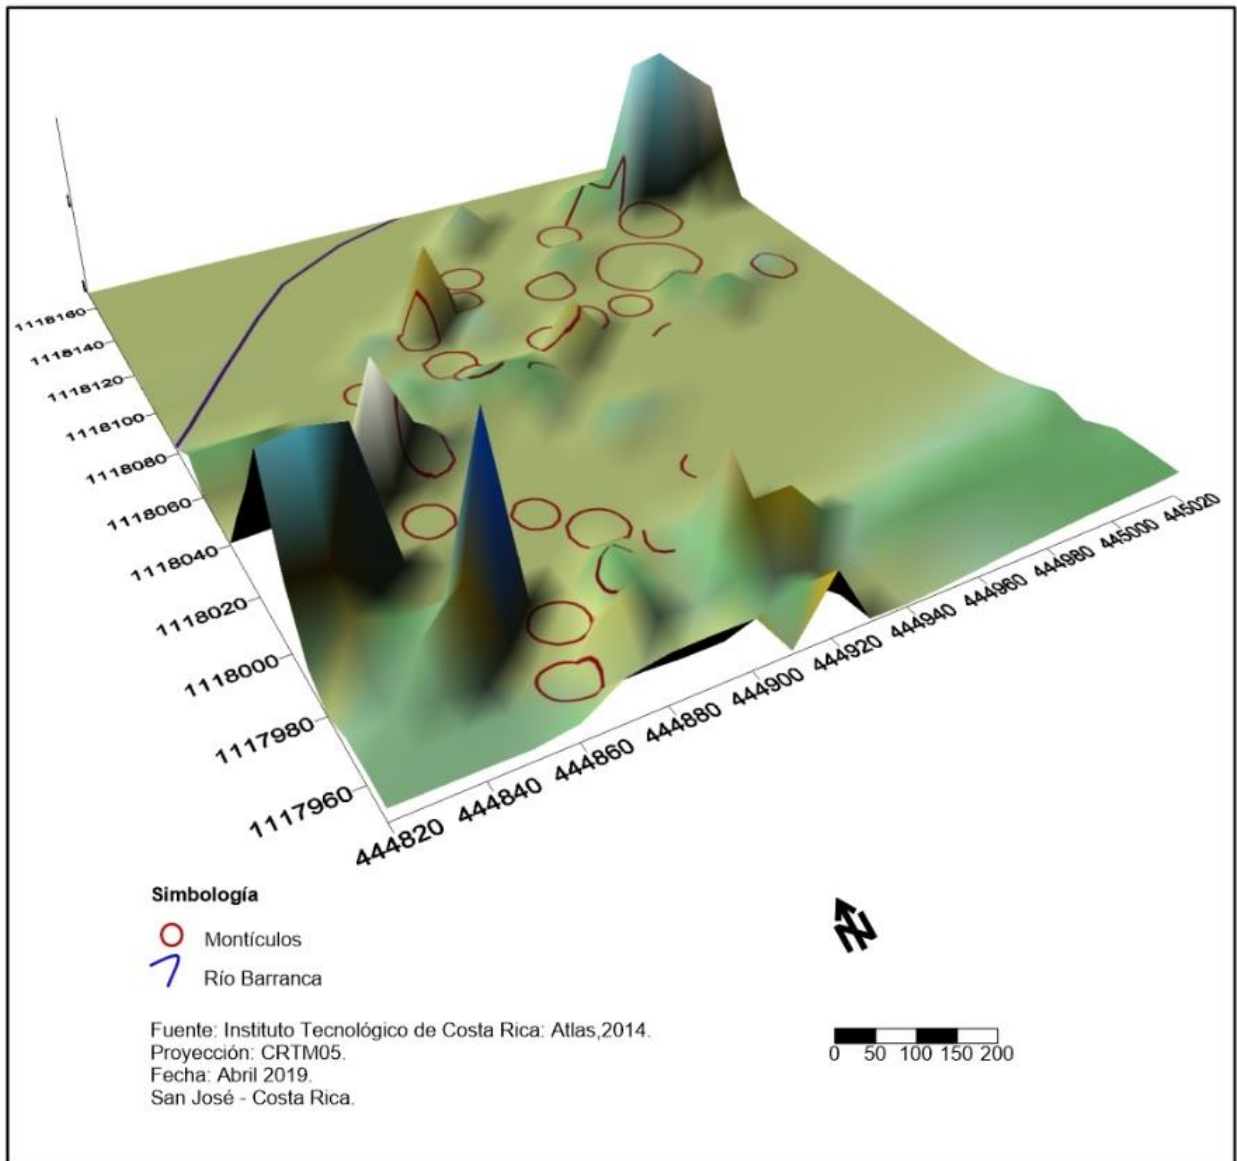 1118160
1118140
1118120
1118100
1118080
1118060
1118040
1118020
1118000
1117980
1117960
444820
444840
444860
444880
444900
444920
444940
444960
444980
445000
445020
Simbología
Montículos
Río Barranca
N
Fuente: Instituto Tecnológico de Costa Rica: Atlas,2014.
Proyección: CRTM05.
Fecha: Abril 2019.
San José - Costa Rica.
0 50 100 150 200